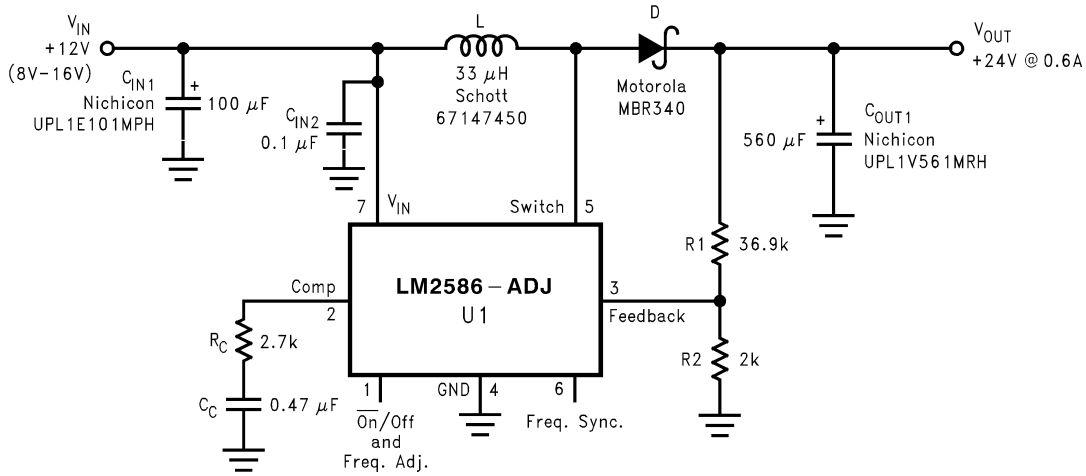 V_IN
+12V
(8V-16V)
C_IN1
Nichicon
UPL1E101MPH
+
100 μF
C_IN2
0.1 μF
L
33 μH
Schott
67147450
D
Motorola
MBR340
V_OUT
+24V @ 0.6A
+
560 μF
C_OUT1
Nichicon
UPL1V561MRH
7
V_IN
Switch
5
R1
36.9k
LM2586-ADJ
U1
Comp
2
3
Feedback
R_C
2.7k
R2
2k
C_C
0.47 μF
1
GND
4
6
O̅n̅/Off
and
Freq. Adj.
Freq. Sync.